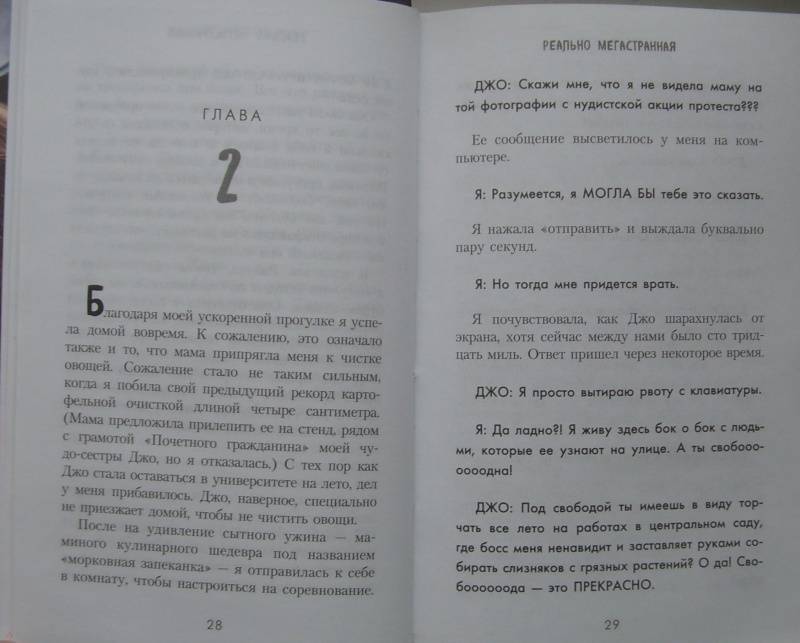 ГЛАВА
2
Благодаря моей ускоренной прогулке я успе-
ла домой вовремя. К сожалению, это означало
также и то, что мама припрягла меня к чистке
овощей. Сожаление стало не таким сильным,
когда я побила свой предыдущий рекорд карто-
фельной очисткой длиной четыре сантиметра.
(Мама предложила прилепить ее на стенд, рядом
с грамотой «Почетного гражданина» моей чу-
до-сестры Джо, но я отказалась.) С тех пор как
Джо стала оставаться в университете на лето, дел
у меня прибавилось. Джо, наверное, специально
не приезжает домой, чтобы не чистить овощи.
После на удивление сытного ужина — ма-
миного кулинарного шедевра под названием
«морковная запеканка» — я отправилась к себе
в комнату, чтобы настроиться на соревнование.
28
РЕАЛЬНО МЕГАСТРАННАЯ
ДЖО: Скажи мне, что я не видела маму на
той фотографии с нудистской акции протеста???
Ее сообщение высветилось у меня на ком-
пьютере.
Я: Разумеется, я МОГЛА БЫ тебе это сказать.
Я нажала «отправить» и выждала буквально
пару секунд.
Я: Но тогда мне придется врать.
Я почувствовала, как Джо шарахнулась от
экрана, хотя сейчас между нами было сто трид-
цать миль. Ответ пришел через некоторое время.
ДЖО: Я просто вытираю рвоту с клавиатуры.
Я: Да ладно?! Я живу здесь бок о бок с людь-
ми, которые ее узнают на улице. А ты свобоοо-
ооооодна!
ДЖО: Под свободой ты имеешь в виду тор-
чать все лето на работах в центральном саду,
где босс меня ненавидит и заставляет руками со-
бирать слизняков с грязных растений? О да! Сво-
бооооооода — это ПРЕКРАСНО.
29